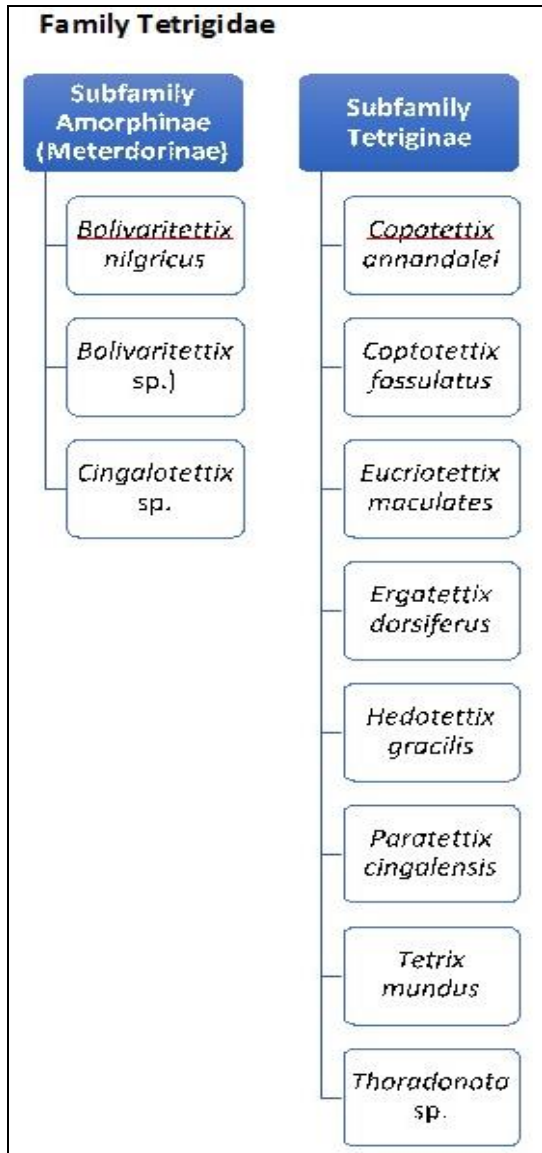 Family Tetrigidae
Subfamily
Amorphinae
(Meterdorinae)
Bolivaritettix
nilgricus
Bolivaritettix
sp.)
Cingalotettix
sp.
Subfamily
Tetriginae
Copotettix
annandalei
Coptotettix
fossulatus
Eucriotettix
maculates
Ergatettix
dorsiferus
Hedotettix
gracilis
Paratettix
cingalensis
Tetrix
mundus
Thoradonota
sp.